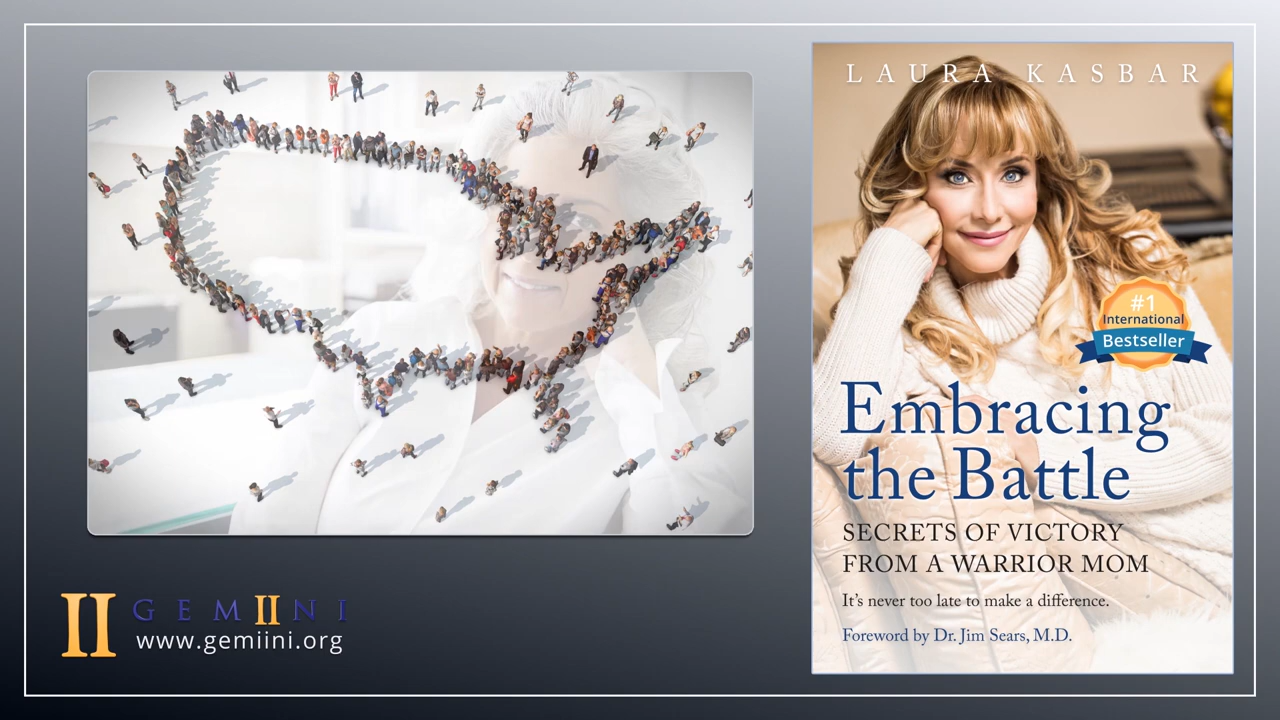 LAURA KASBAR
#1
International
Bestseller
Embracing
the Battle
SECRETS OF VICTORY
FROM A WARRIOR MOM
It's never too late to make a difference.
Foreword by Dr. Jim Sears, M.D.
II GEMIINI
www.gemiini.org